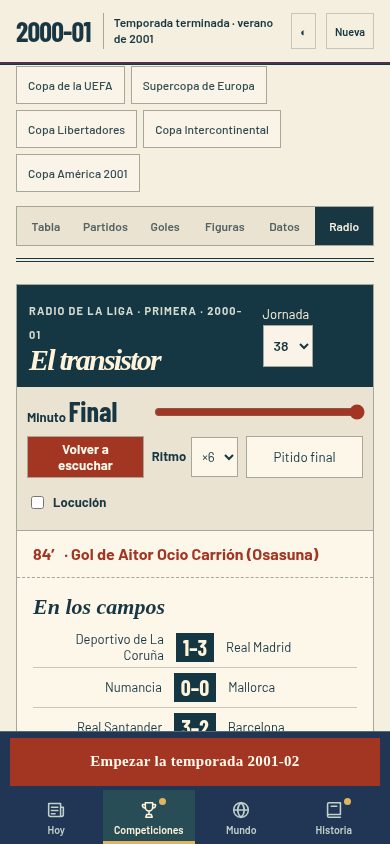 2000-01
Temporada terminada · verano
de 2001
Nueva
Copa de la UEFA
Supercopa de Europa
Copa Libertadores
Copa Intercontinental
Copa América 2001
Tabla
Partidos
Goles
Figuras
Datos
Radio
RADIO DE LA LIGA · PRIMERA · 2000-
01
El transistor
Jornada
38
Minuto Final
Volver a
escuchar
Ritmo
×6
Pitido final
Locución
84′ · Gol de Aitor Ocio Carrión (Osasuna)
En los campos
Deportivo de La
Coruña
1–3
Real Madrid
Numancia
0–0
Mallorca
Real Santander
3–2
Barcelona
Empezar la temporada 2001-02
Hoy
Competiciones
Mundo
Historia